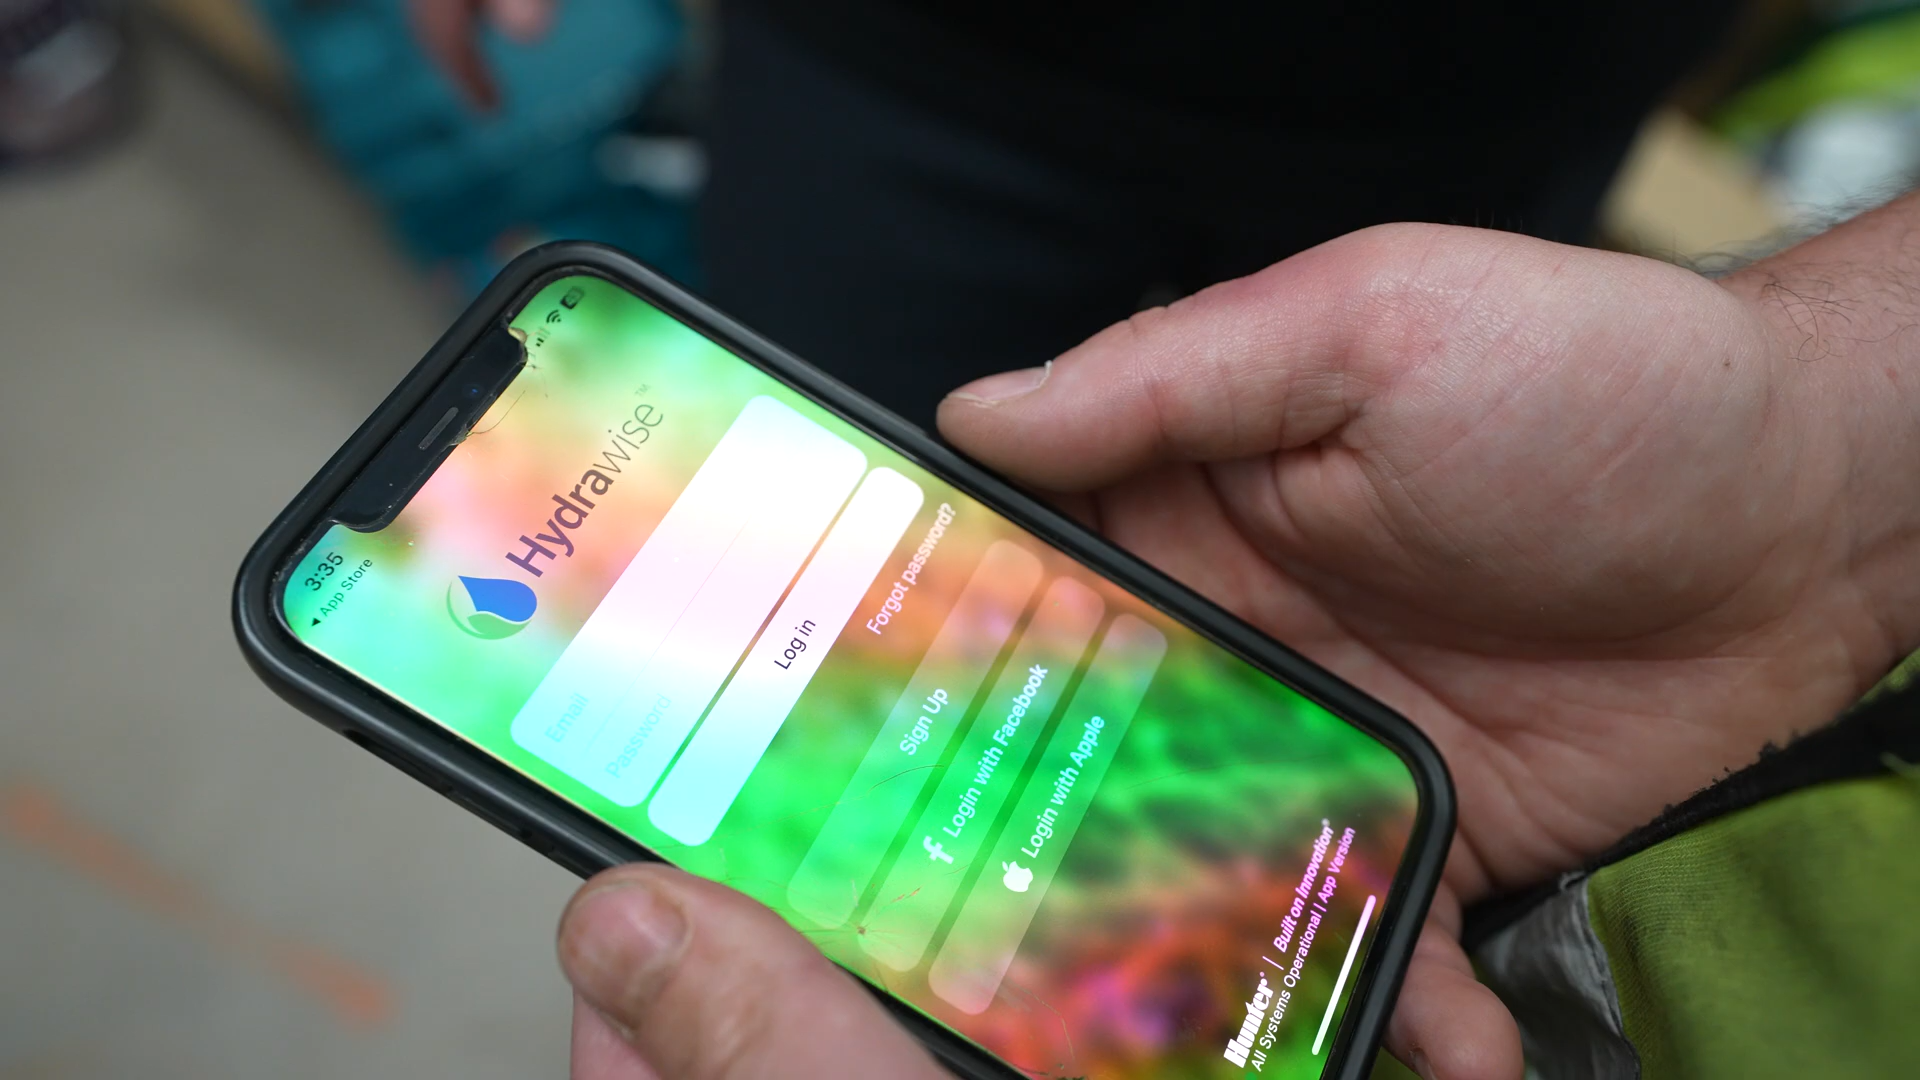 3:35
◀ App Store
Hydrawise™
Email
Password
Log in
Forgot password?
Sign Up
f Login with Facebook
Login with Apple
Hunter® | Built on Innovation®
All Systems Operational | App Version